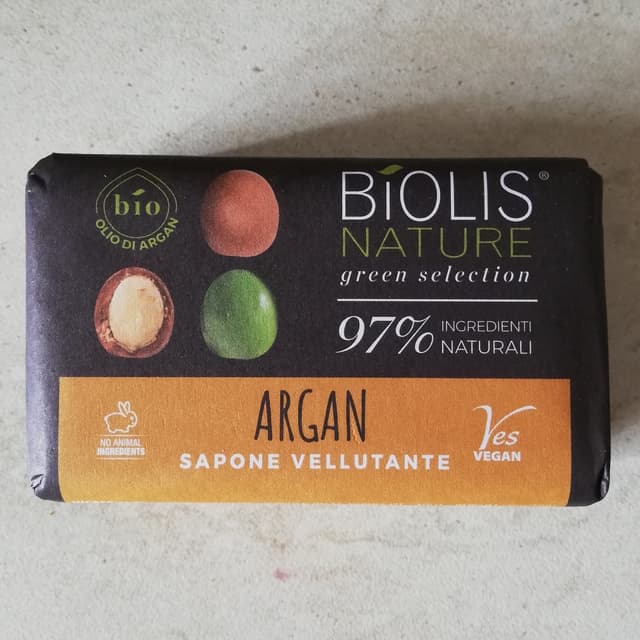 bio
OLIO DI ARGAN
BIOLIS®
NATURE
green selection
97% INGREDIENTI
NATURALI
ARGAN
SAPONE VELLUTANTE
NO ANIMAL
INGREDIENTS
Yes
VEGAN